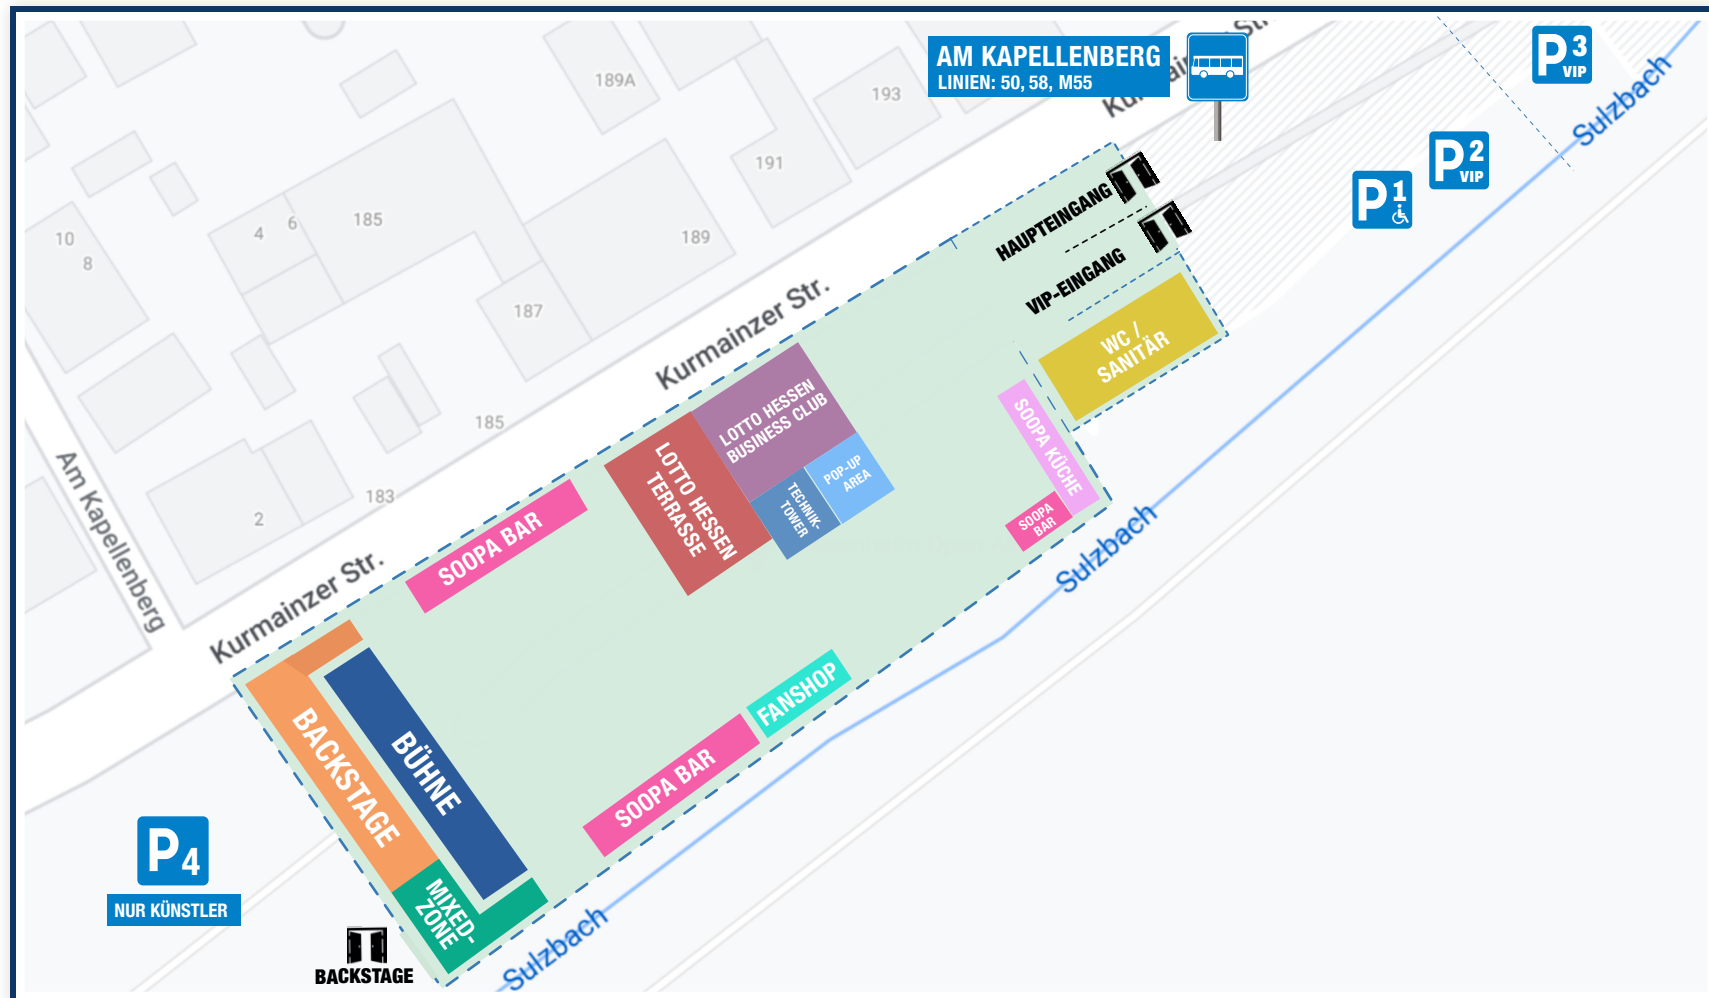 AM KAPELLENBERG
LINIEN: 50, 58, M55
Kurmainzer Str.
P3
VIP
P2
VIP
P1
Sulzbach
189A
193
191
10
8
4
6
185
189
187
185
183
2
HAUPTEINGANG
VIP-EINGANG
WC /
SANITÄR
Kurmainzer Str.
LOTTO HESSEN
BUSINESS CLUB
LOTTO HESSEN
TERRASSE
TECHNIK-
TOWER
POP-UP
AREA
SOOPA KÜCHE
SOOPA
BAR
Sulzbach
Am Kapellenberg
SOOPA BAR
Kurmainzer Str.
BACKSTAGE
BÜHNE
FANSHOP
SOOPA BAR
P4
NUR KÜNSTLER
MIXED-
ZONE
BACKSTAGE
Sulzbach